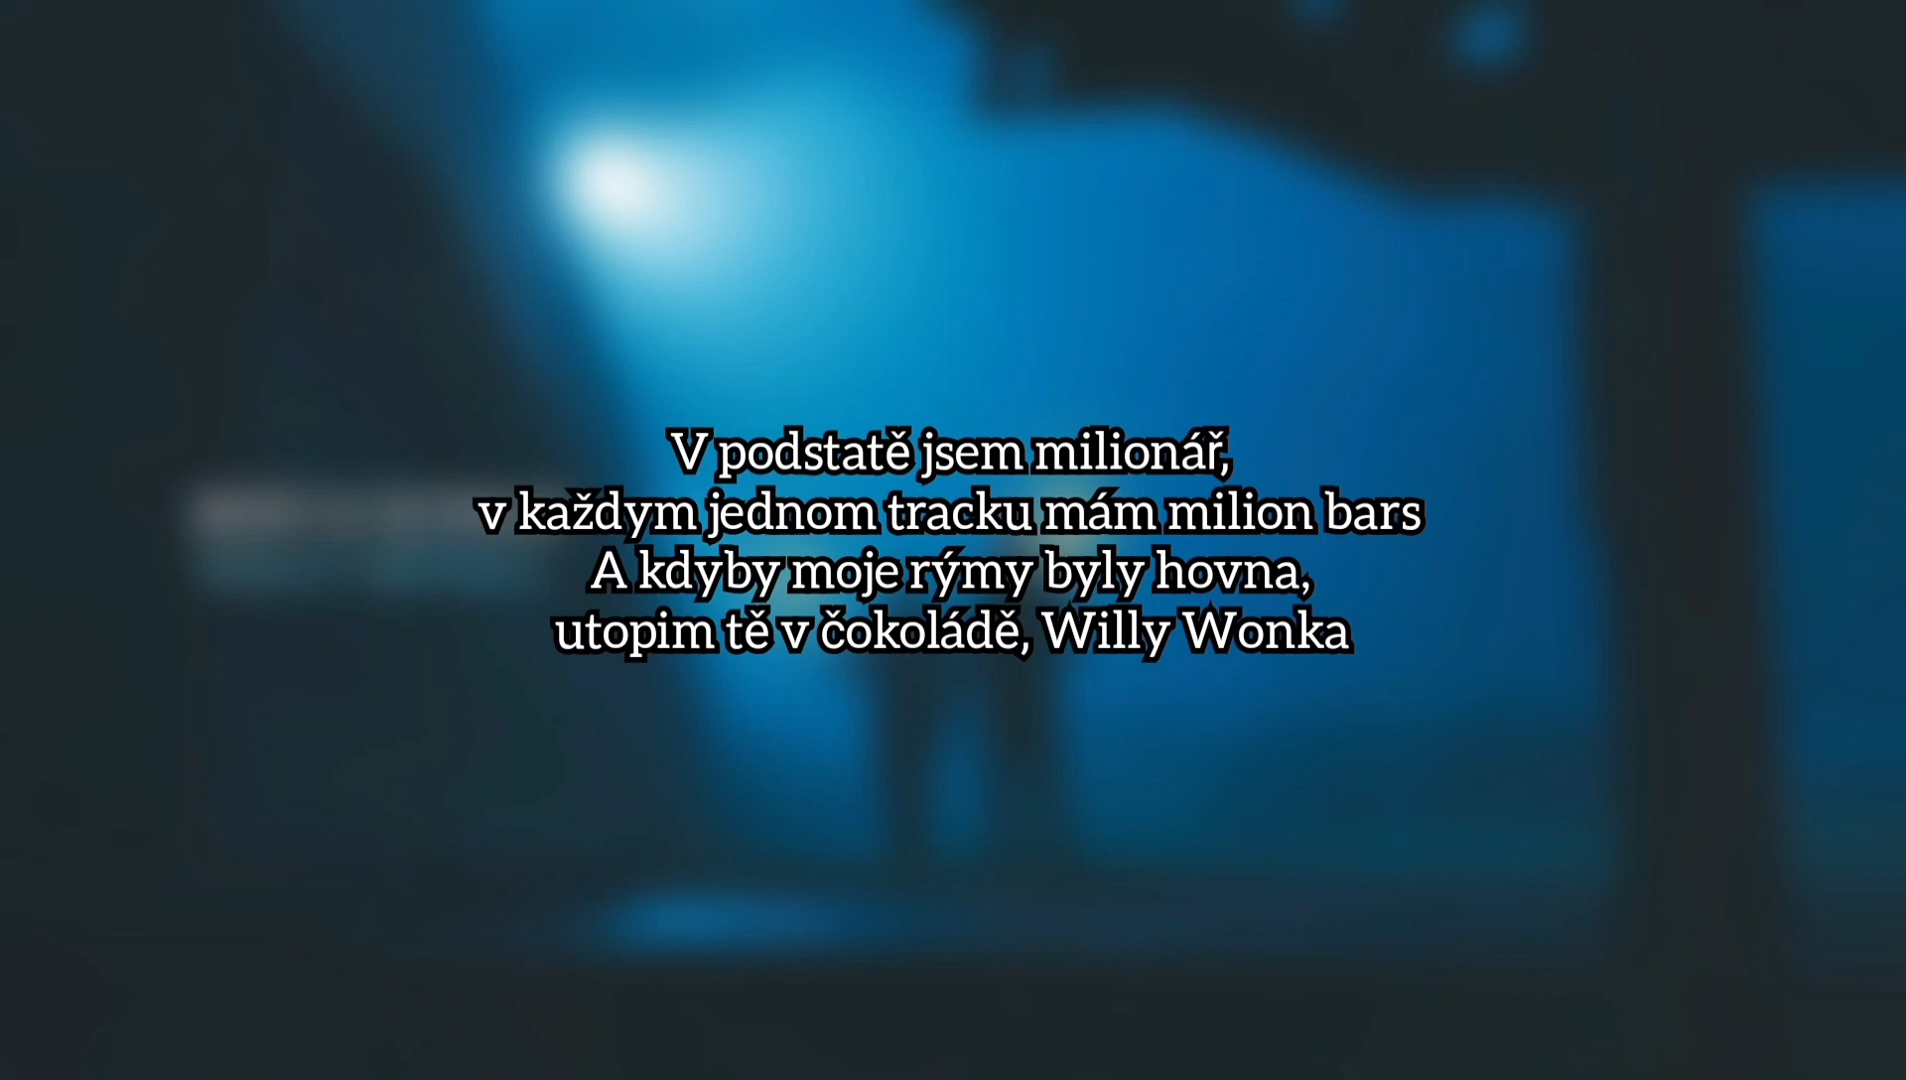 V podstatě jsem milionář,
v každym jednom tracku mám milion bars
A kdyby moje rýmy byly hovna,
utopim tě v čokoládě, Willy Wonka